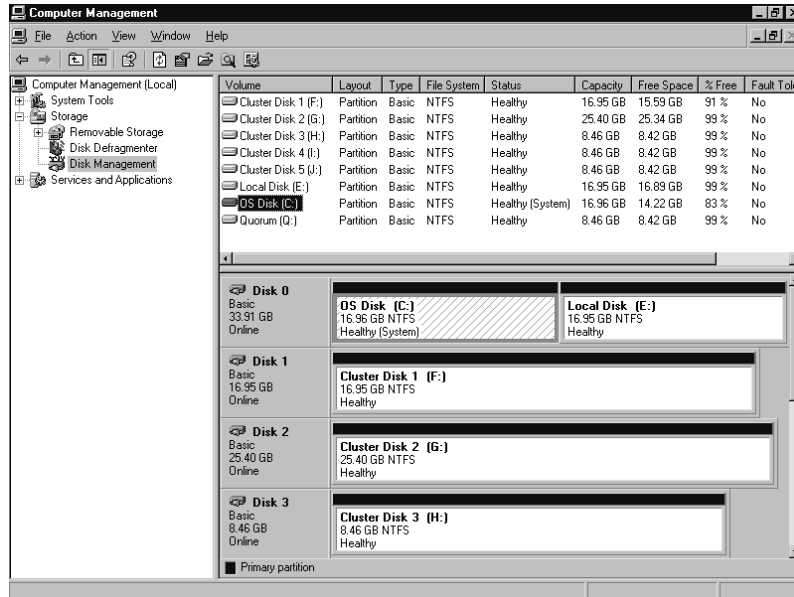 Computer Management
File Action View Window Help
Computer Management (Local)
System Tools
Storage
Removable Storage
Disk Defragmenter
Disk Management
Services and Applications
Volume Layout Type File System Status Capacity Free Space % Free Fault Tol
Cluster Disk 1 (F:) Partition Basic NTFS Healthy 16.95 GB 15.59 GB 91 % No
Cluster Disk 2 (G:) Partition Basic NTFS Healthy 25.40 GB 25.34 GB 99 % No
Cluster Disk 3 (H:) Partition Basic NTFS Healthy 8.46 GB 8.42 GB 99 % No
Cluster Disk 4 (I:) Partition Basic NTFS Healthy 8.46 GB 8.42 GB 99 % No
Cluster Disk 5 (J:) Partition Basic NTFS Healthy 8.46 GB 8.42 GB 99 % No
Local Disk (E:) Partition Basic NTFS Healthy 16.95 GB 16.89 GB 99 % No
OS Disk (C:) Partition Basic NTFS Healthy (System) 16.96 GB 14.22 GB 83 % No
Quorum (Q:) Partition Basic NTFS Healthy 8.46 GB 8.42 GB 99 % No
Disk 0
Basic
33.91 GB
Online
OS Disk (C:)
16.96 GB NTFS
Healthy (System)
Local Disk (E:)
16.95 GB NTFS
Healthy
Disk 1
Basic
16.95 GB
Online
Cluster Disk 1 (F:)
16.95 GB NTFS
Healthy
Disk 2
Basic
25.40 GB
Online
Cluster Disk 2 (G:)
25.40 GB NTFS
Healthy
Disk 3
Basic
8.46 GB
Online
Cluster Disk 3 (H:)
8.46 GB NTFS
Healthy
Primary partition